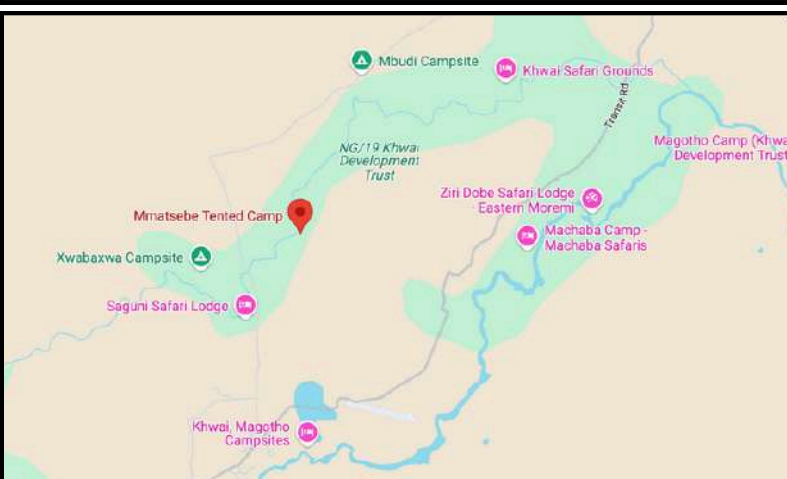 Mbudi Campsite
Khwai Safari Grounds
Transit Rd
NG/19 Khwai
Development
Trust
Magotho Camp (Khwa
Development Trust
Ziri Dobe Safari Lodge
Eastern Moremi
Mmatsebe Tented Camp
Machaba Camp -
Machaba Safaris
Xwabaxwa Campsite
Saguni Safari Lodge
Khwai, Magotho
Campsites